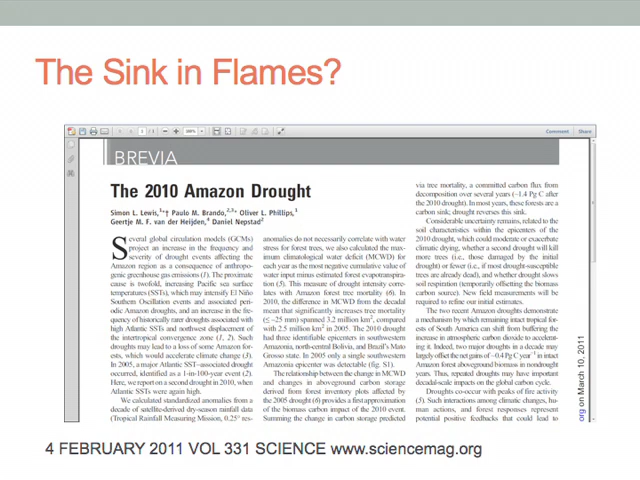 The Sink in Flames?
Comment
Share
BREVIA
The 2010 Amazon Drought
Simon L. Lewis,1*† Paulo M. Brando,2,3* Oliver L. Phillips,1
Geertje M. F. van der Heijden,4 Daniel Nepstad2
Several global circulation models (GCMs)
project an increase in the frequency and
severity of drought events affecting the
Amazon region as a consequence of anthropo-
genic greenhouse gas emissions (1). The proximate
cause is twofold, increasing Pacific sea surface
temperatures (SSTs), which may intensify El Niño
Southern Oscillation events and associated peri-
odic Amazon droughts, and an increase in the fre-
quency of historically rarer droughts associated with
high Atlantic SSTs and northwest displacement of
the intertropical convergence zone (1, 2). Such
droughts may lead to a loss of some Amazon for-
ests, which would accelerate climate change (3).
In 2005, a major Atlantic SST–associated drought
occurred, identified as a 1-in-100-year event (2).
Here, we report on a second drought in 2010, when
Atlantic SSTs were again high.
We calculated standardized anomalies from a
decade of satellite-derived dry-season rainfall data
(Tropical Rainfall Measuring Mission, 0.25° res-
anomalies do not necessarily correlate with water
stress for forest trees, we also calculated the max-
imum climatological water deficit (MCWD) for
each year as the most negative cumulative value of
water input minus estimated forest evapotranspira-
tion (5). This measure of drought intensity corre-
lates with Amazon forest tree mortality (6). In
2010, the difference in MCWD from the decadal
mean that significantly increases tree mortality
(≤ –25 mm) spanned 3.2 million km2, compared
with 2.5 million km2 in 2005. The 2010 drought
had three identifiable epicenters in southwestern
Amazonia, north-central Bolivia, and Brazil's Mato
Grosso state. In 2005 only a single southwestern
Amazonia epicenter was detectable (fig. S1).
The relationship between the change in MCWD
and changes in aboveground carbon storage
derived from forest inventory plots affected by
the 2005 drought (6) provides a first approximation
of the biomass carbon impact of the 2010 event.
Summing the change in carbon storage predicted
via tree mortality, a committed carbon flux from
decomposition over several years (~1.4 Pg C after
the 2010 drought). In most years, these forests are a
carbon sink; drought reverses this sink.
Considerable uncertainty remains, related to the
soil characteristics within the epicenters of the
2010 drought, which could moderate or exacerbate
climatic drying, whether a second drought will kill
more trees (i.e., those damaged by the initial
drought) or fewer (i.e., if most drought-susceptible
trees are already dead), and whether drought slows
soil respiration (temporarily offsetting the biomass
carbon source). New field measurements will be
required to refine our initial estimates.
The two recent Amazon droughts demonstrate
a mechanism by which remaining intact tropical for-
ests of South America can shift from buffering the
increase in atmospheric carbon dioxide to accelerat-
ing it. Indeed, two major droughts in a decade may
largely offset the net gains of ~0.4 Pg C year−1 in intact
Amazon forest aboveground biomass in nondrought
years. Thus, repeated droughts may have important
decadal-scale impacts on the global carbon cycle.
Droughts co-occur with peaks of fire activity
(5). Such interactions among climatic changes, hu-
man actions, and forest responses represent
potential positive feedbacks that could lead to
org on March 10, 2011
4 FEBRUARY 2011 VOL 331 SCIENCE www.sciencemag.org